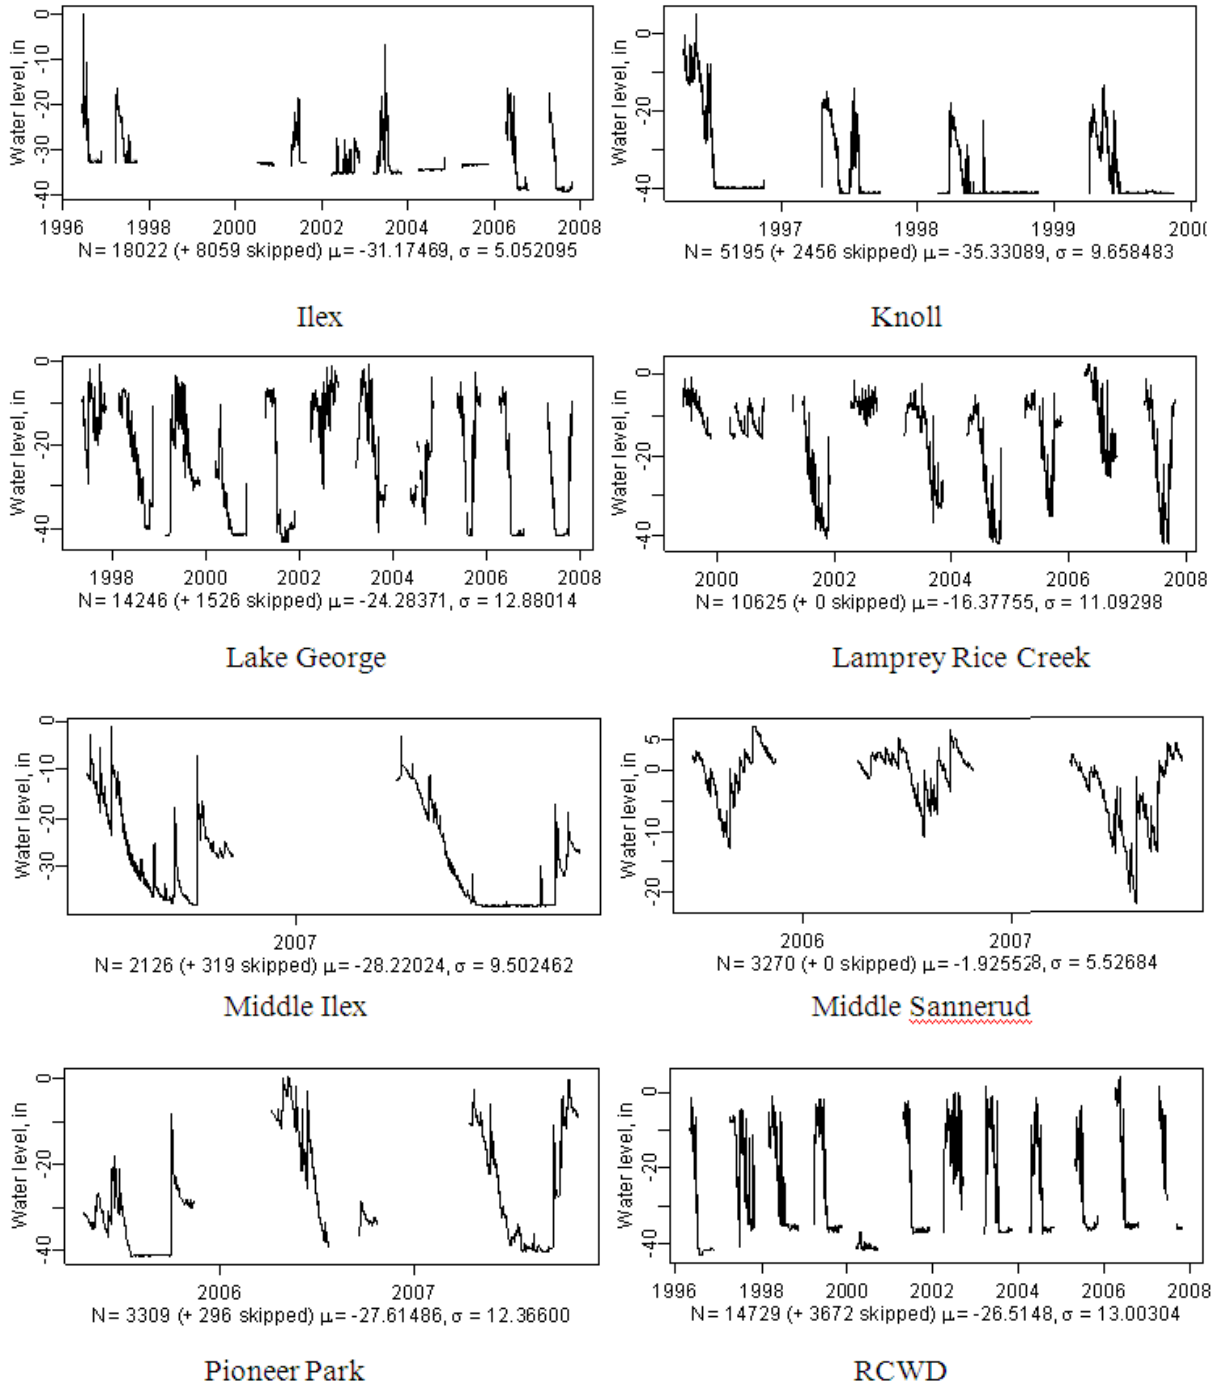 Water level, in
0
-10
-20
-30
-40
1996 1998 2000 2002 2004 2006 2008
N= 18022 (+ 8059 skipped) μ= -31.17469, σ = 5.052095
Ilex
Water level, in
0
-20
-40
1997 1998 1999 200
N= 5195 (+ 2456 skipped) μ= -35.33089, σ = 9.658483
Knoll
Water level, in
0
-20
-40
1998 2000 2002 2004 2006 2008
N= 14246 (+ 1526 skipped) μ= -24.28371, σ = 12.88014
Lake George
Water level, in
0
-20
-40
2000 2002 2004 2006 2008
N= 10625 (+ 0 skipped) μ= -16.37755, σ = 11.09298
Lamprey Rice Creek
Water level, in
0
-10
-20
-30
2007
N= 2126 (+ 319 skipped) μ= -28.22024, σ = 9.502462
Middle Ilex
Water level, in
5
0
-10
-20
2006 2007
N= 3270 (+ 0 skipped) μ= -1.925528, σ = 5.52684
Middle Sannerud
Water level, in
0
-20
-40
2006 2007
N= 3309 (+ 296 skipped) μ= -27.61486, σ = 12.36600
Pioneer Park
Water level, in
0
-20
-40
1996 1998 2000 2002 2004 2006 2008
N= 14729 (+ 3672 skipped) μ= -26.5148, σ = 13.00304
RCWD